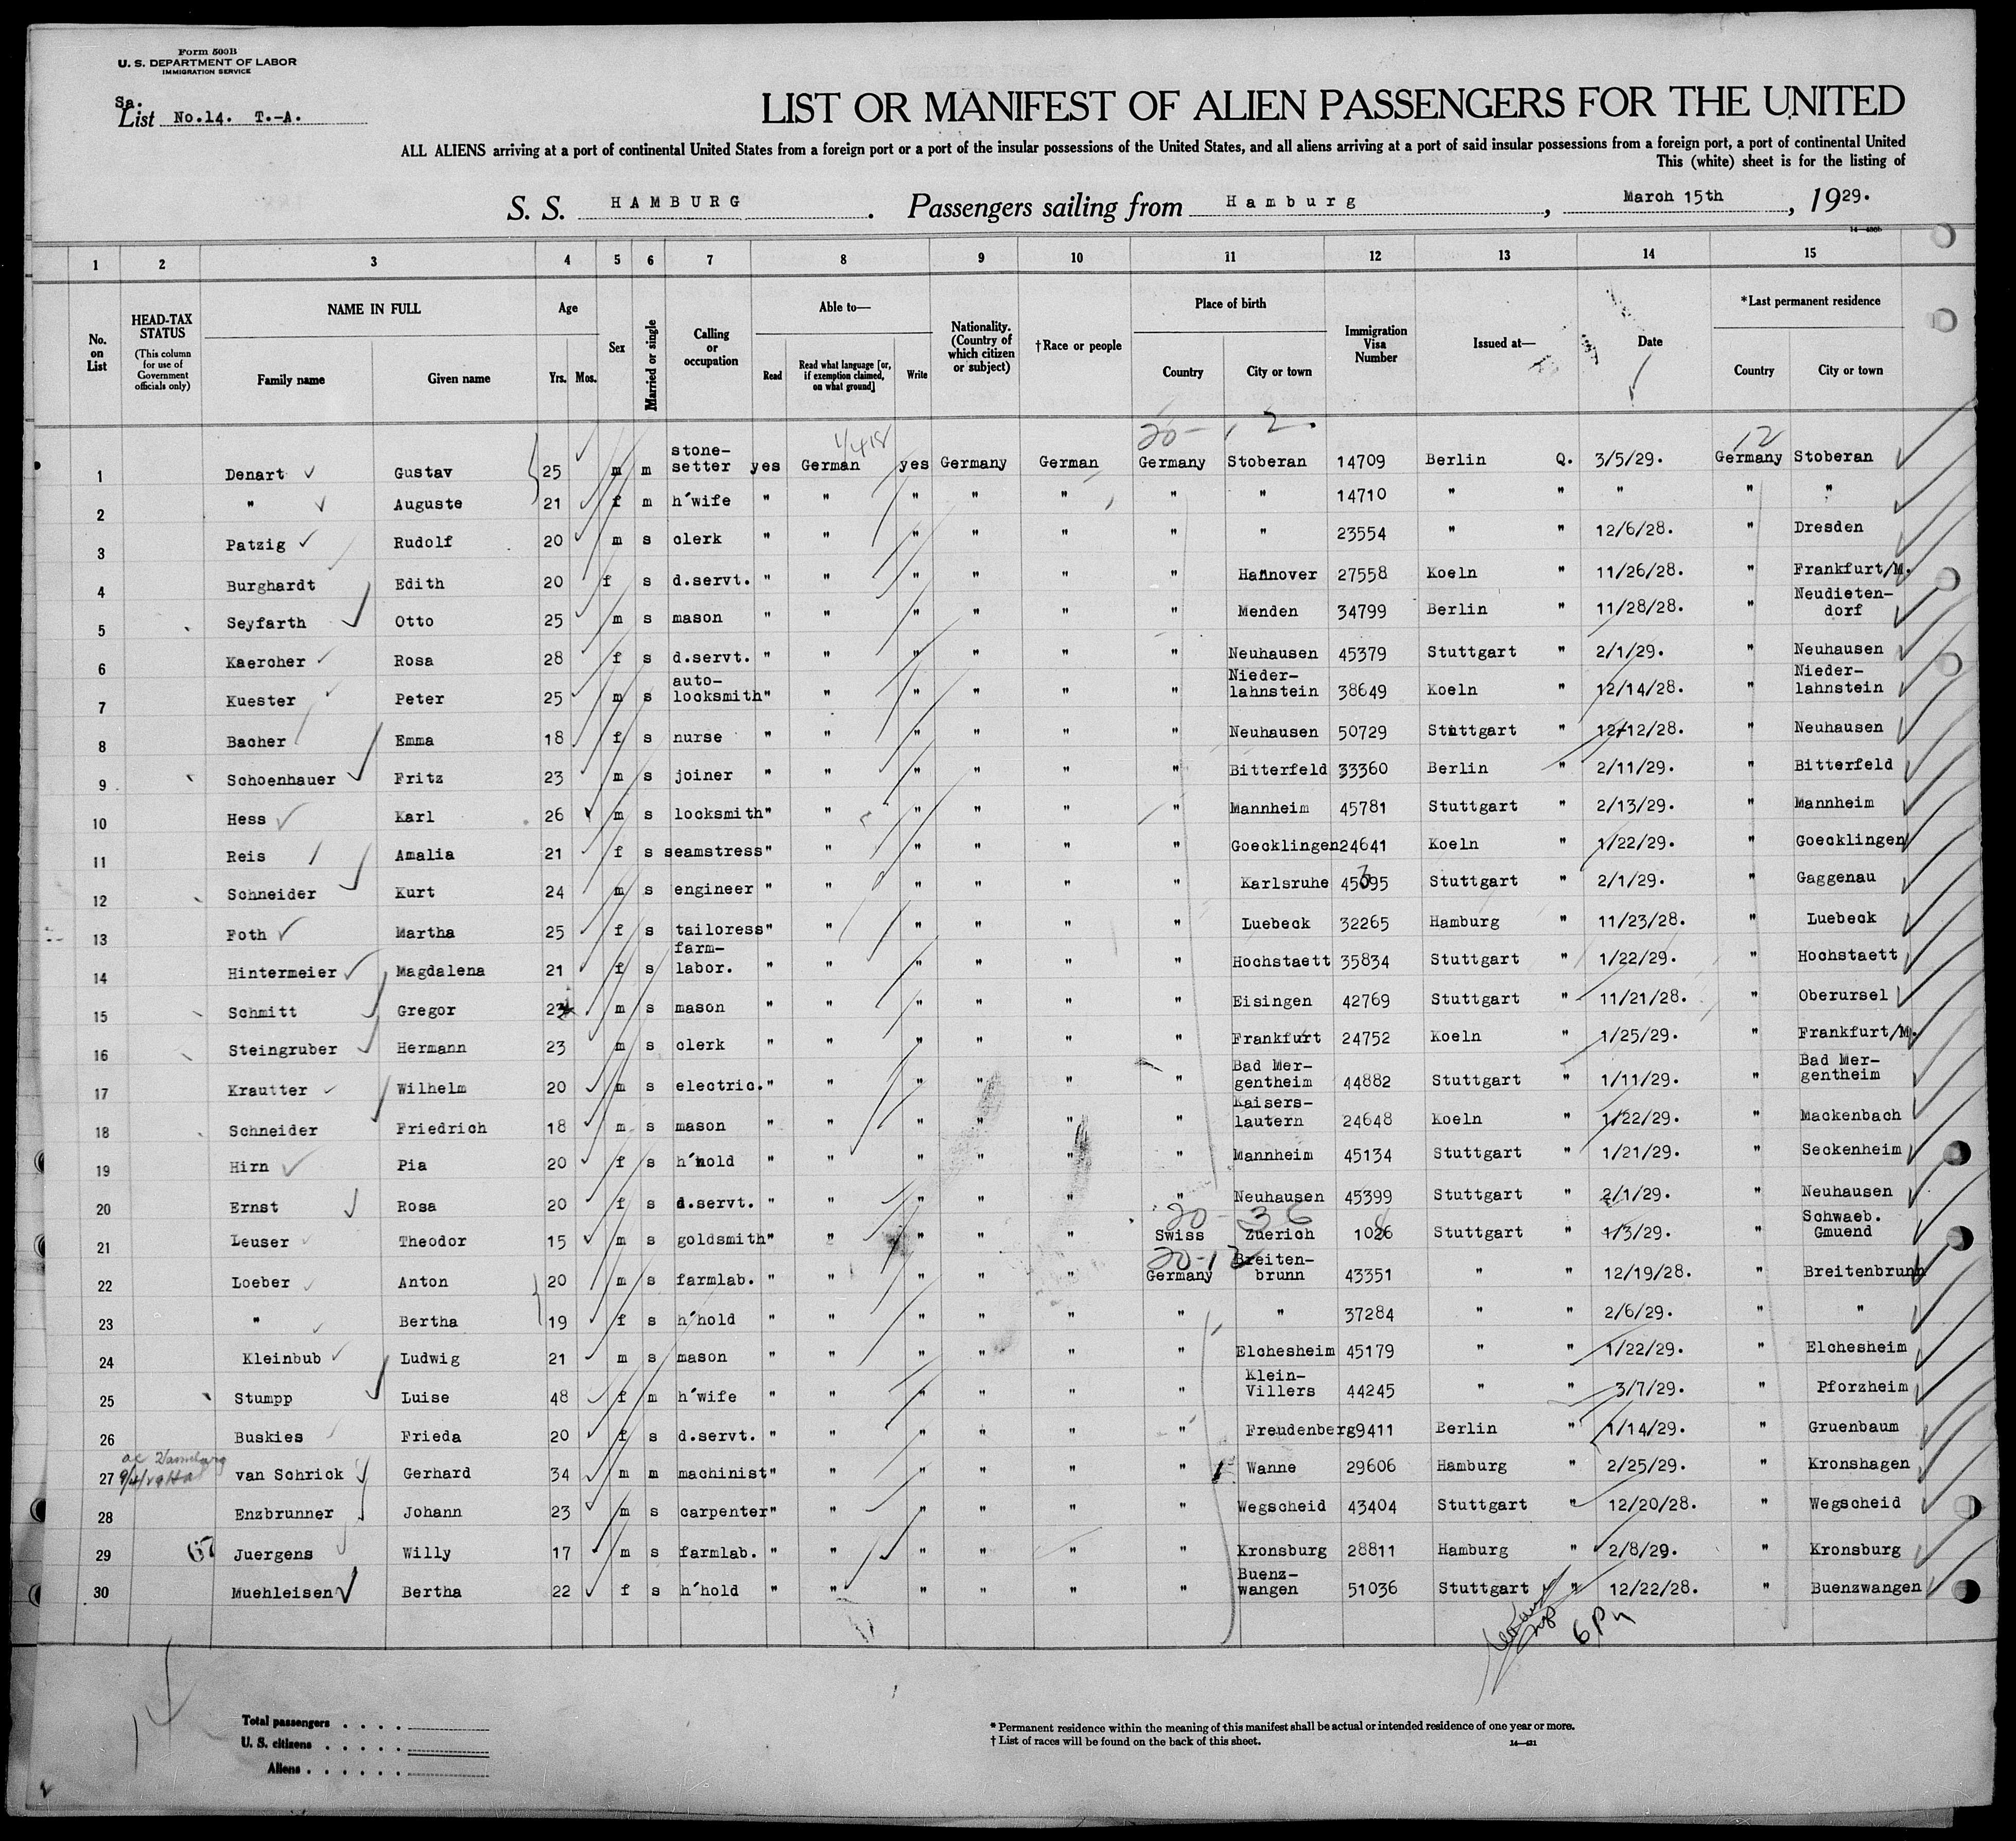 Form 500B
U. S. DEPARTMENT OF LABOR
IMMIGRATION SERVICE
Sa.
List No.14. T.-A.
LIST OR MANIFEST OF ALIEN PASSENGERS FOR THE UNITED
ALL ALIENS arriving at a port of continental United States from a foreign port or a port of the insular possessions of the United States, and all aliens arriving at a port of said insular possessions from a foreign port, a port of continental United
This (white) sheet is for the listing of
S. S. HAMBURG. Passengers sailing from Hamburg, March 15th, 1929.
1 2 3 4 5 6 7 8 9 10 11 12 13 14 15
No. on List
HEAD-TAX STATUS
(This column for use of Government officials only)
NAME IN FULL
Family name Given name
Age
Yrs. Mos.
Sex
Married or single
Calling or occupation
Able to—
Read
Read what language [or, if exemption claimed, on what ground]
Write
Nationality. (Country of which citizen or subject)
†Race or people
Place of birth
Country City or town
Immigration Visa Number
Issued at—
Date
*Last permanent residence
Country City or town
20- 12
1 Denart Gustav 25 m m stone-setter yes German yes Germany German Germany Stoberan 14709 Berlin Q. 3/5/29. Germany Stoberan
2 " Auguste 21 f m h'wife " " " " " " " 14710 " " " " "
3 Patzig Rudolf 20 m s clerk " " " " " " " 23554 " " 12/6/28. " Dresden
4 Burghardt Edith 20 f s d.servt. " " " " " " Hannover 27558 Koeln " 11/26/28. " Frankfurt/M.
5 Seyfarth Otto 25 m s mason " " " " " " Menden 34799 Berlin " 11/28/28. " Neudieten-dorf
6 Kaercher Rosa 28 f s d.servt. " " " " " " Neuhausen 45379 Stuttgart " 2/1/29. " Neuhausen
7 Kuester Peter 25 m s auto-locksmith " " " " " " Nieder-lahnstein 38649 Koeln " 12/14/28. " Nieder-lahnstein
8 Bacher Emma 18 f s nurse " " " " " " Neuhausen 50729 Stuttgart " 12/12/28. " Neuhausen
9 Schoenhauer Fritz 23 m s joiner " " " " " " Bitterfeld 33360 Berlin " 2/11/29. " Bitterfeld
10 Hess Karl 26 m s locksmith " " " " " " Mannheim 45781 Stuttgart " 2/13/29. " Mannheim
11 Reis Amalia 21 f s seamstress " " " " " " Goecklingen 24641 Koeln " 1/22/29. " Goecklingen
12 Schneider Kurt 24 m s engineer " " " " " " Karlsruhe 45395 Stuttgart " 2/1/29. " Gaggenau
13 Foth Martha 25 f s tailoress " " " " " " Luebeck 32265 Hamburg " 11/23/28. " Luebeck
14 Hintermeier Magdalena 21 f s farm-labor. " " " " " " Hochstaett 35834 Stuttgart " 1/22/29. " Hochstaett
15 Schmitt Gregor m s mason " " " " " " Eisingen 42769 Stuttgart " 11/21/28. " Oberursel
16 Steingruber Hermann 23 m s clerk " " " " " " Frankfurt 24752 Koeln " 1/25/29. " Frankfurt/M.
17 Krautter Wilhelm 20 m s electric. " " " " " " Bad Mer-gentheim 44882 Stuttgart " 1/11/29. " Bad Mer-gentheim
18 Schneider Friedrich 18 m s mason " " " " " " Kaisers-lautern 24648 Koeln " 1/22/29. " Mackenbach
19 Hirn Pia 20 f s h'hold " " " " " " Mannheim 45134 Stuttgart " 1/21/29. " Seckenheim
20 Ernst Rosa 20 f s d.servt. " " " " " " Neuhausen 45399 Stuttgart " 2/1/29. " Neuhausen
20- 36
21 Leuser Theodor 15 m s goldsmith " " " " " Swiss Zuerich 1026 Stuttgart " 1/3/29. " Schwaeb. Gmuend
20-12
22 Loeber Anton 20 m s farmlab. " " " " " Germany Breiten-brunn 43351 " " 12/19/28. " Breitenbrunn
23 " Bertha 19 f s h'hold " " " " " " " 37284 " " 2/6/29. " "
24 Kleinbub Ludwig 21 m s mason " " " " " " Elchesheim 45179 " " 1/22/29. " Elchesheim
25 Stumpp Luise 48 f m h'wife " " " " " " Klein-Villers 44245 " " 3/7/29. " Pforzheim
26 Buskies Frieda 20 f s d.servt. " " " " " " Freudenberg 9411 Berlin " 1/14/29. " Gruenbaum
27 van Schrick Gerhard 34 m m machinist " " " " " " Wanne 29606 Hamburg " 2/25/29. " Kronshagen
28 Enzbrunner Johann 23 m s carpenter " " " " " " Wegscheid 43404 Stuttgart " 12/20/28. " Wegscheid
29 67 Juergens Willy 17 m s farmlab. " " " " " " Kronsburg 28811 Hamburg " 2/8/29. " Kronsburg
30 Muehleisen Bertha 22 f s h'hold " " " " " " Buenz-wangen 51036 Stuttgart " 12/22/28. " Buenzwangen
Total passengers . . . .
U. S. citizens . . . . .
Aliens . . . . . .
* Permanent residence within the meaning of this manifest shall be actual or intended residence of one year or more.
† List of races will be found on the back of this sheet.